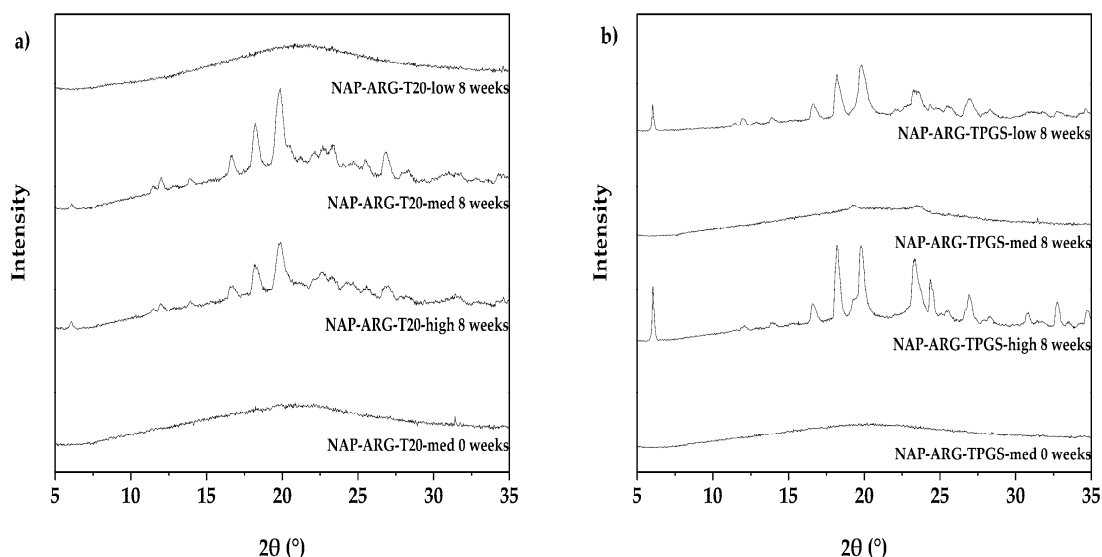 a)
Intensity
NAP-ARG-T20-low 8 weeks
NAP-ARG-T20-med 8 weeks
NAP-ARG-T20-high 8 weeks
NAP-ARG-T20-med 0 weeks
5 10 15 20 25 30 35
2θ (°)
b)
Intensity
NAP-ARG-TPGS-low 8 weeks
NAP-ARG-TPGS-med 8 weeks
NAP-ARG-TPGS-high 8 weeks
NAP-ARG-TPGS-med 0 weeks
5 10 15 20 25 30 35
2θ (°)